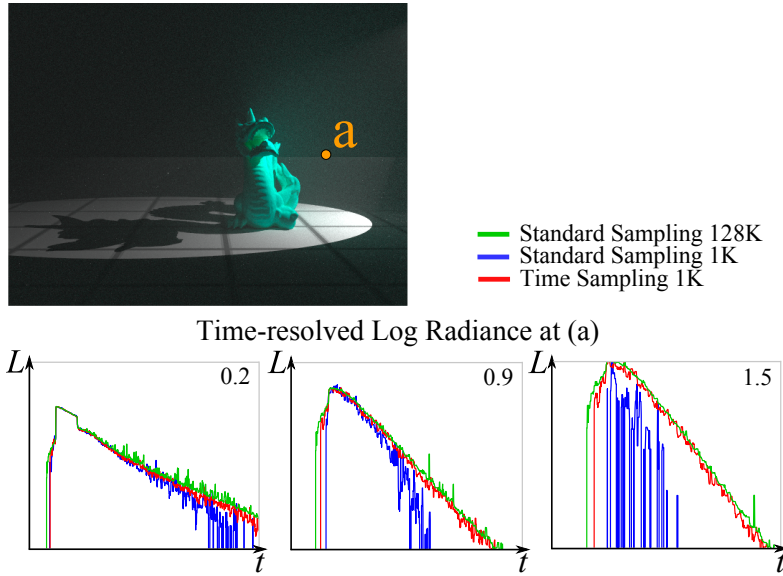 a
Standard Sampling 128K
Standard Sampling 1K
Time Sampling 1K
Time-resolved Log Radiance at (a)
L 0.2 t
L 0.9 t
L 1.5 t